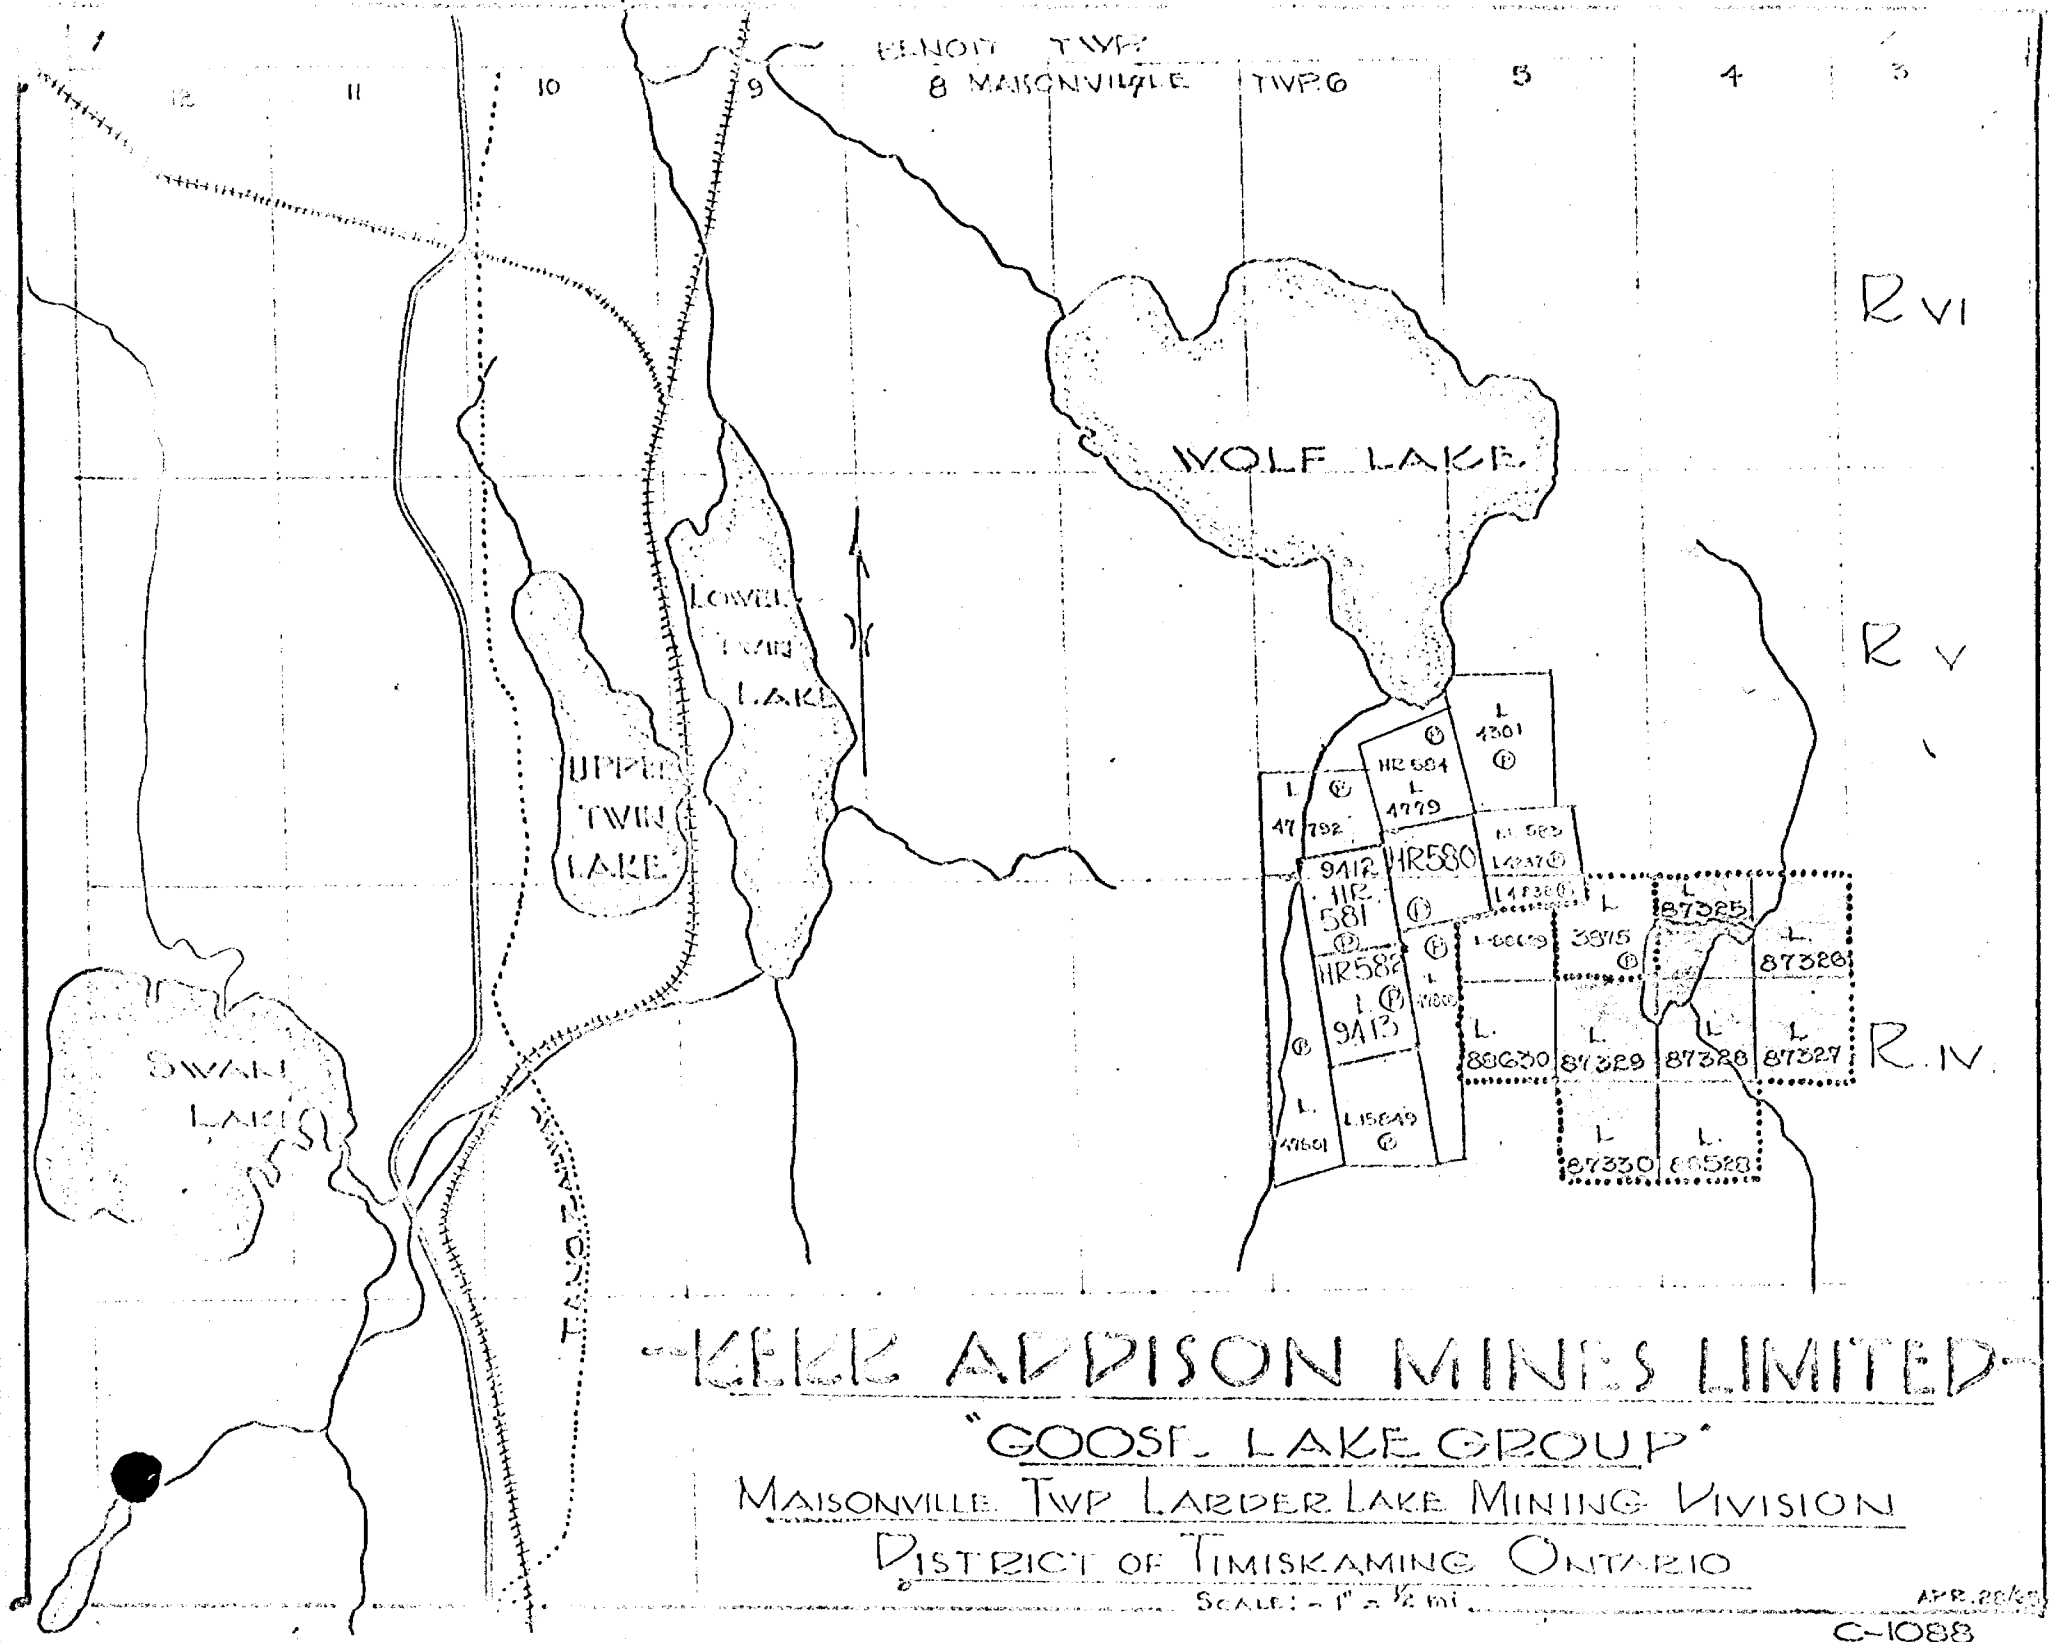 BENOIT TWP.
12 11 10 9 8 MAISONVILLE 7 TWP. 6 5 4 3
R VI
WOLF LAKE
R V
LOWER
TWIN
LAKE
UPPER
TWIN
LAKE
L
4301
P
P
HR 584
L
4779
L P
47792
HR580
P
9412
HR
581
P
HR582
L P
9413
P
L
3975
P
L
87325
L.
87326
SWAN
LAKE
L.
88630
L
87329
L
87328
L
87327
R. IV.
P
L.
47801
L15849
P
L
87330
L.
KERR ADDISON MINES LIMITED
"GOOSE LAKE GROUP"
MAISONVILLE TWP LARDER LAKE MINING DIVISION
DISTRICT OF TIMISKAMING ONTARIO
SCALE: - 1" = ½ mi.
C-1088